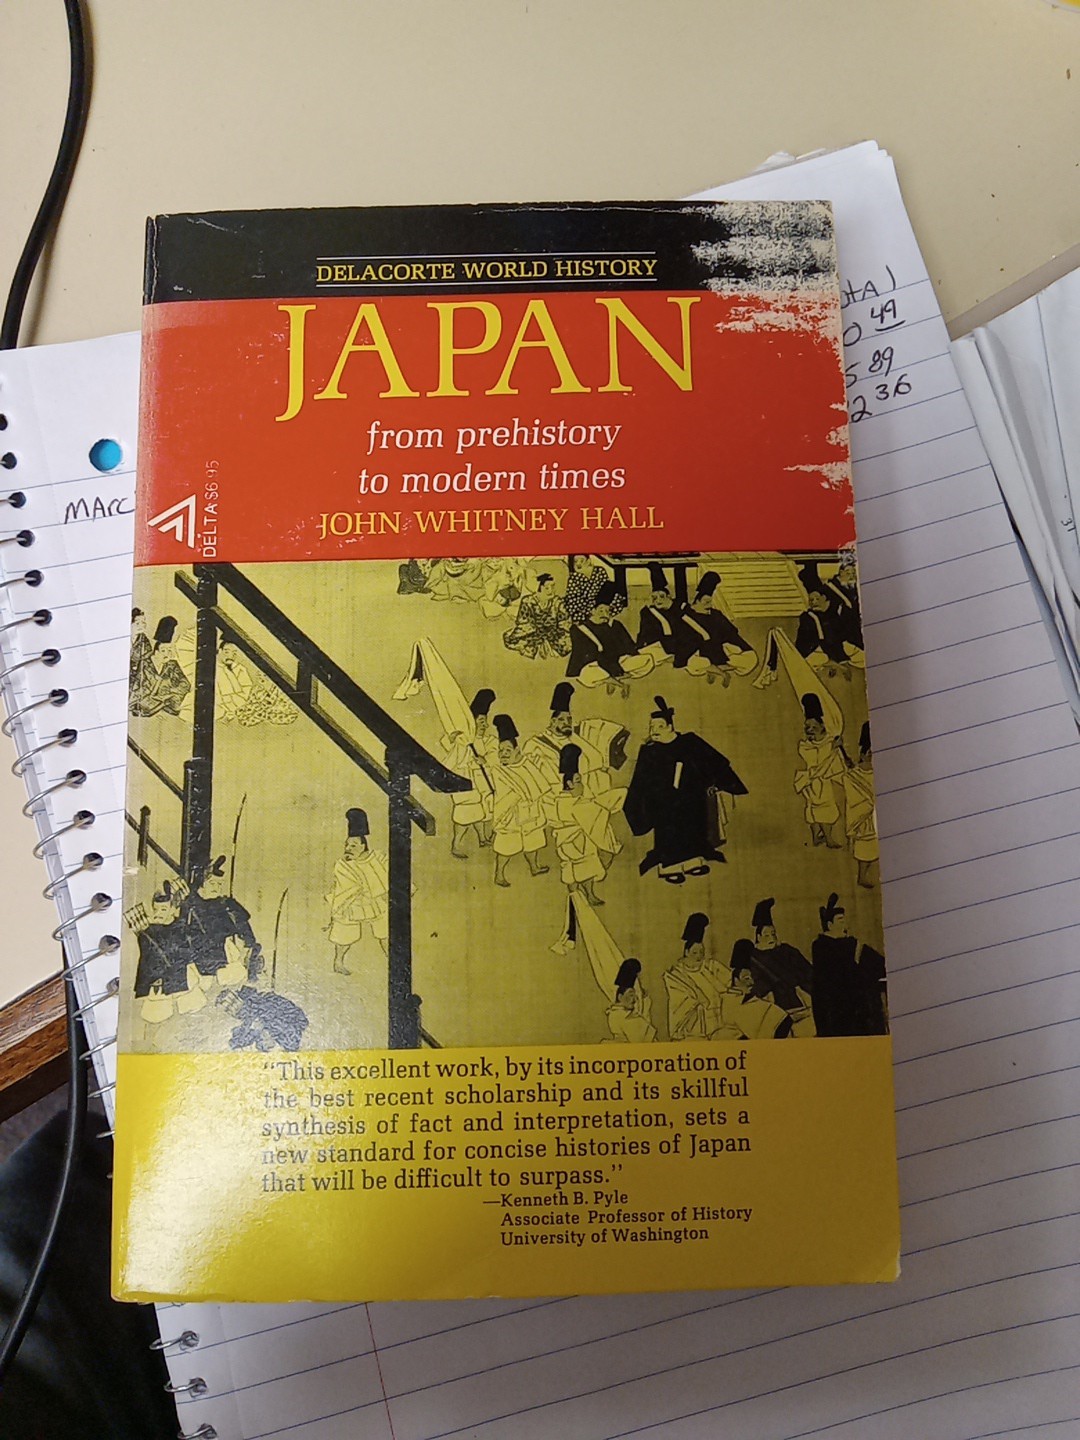 DELACORTE WORLD HISTORY
JAPAN
from prehistory
to modern times
JOHN WHITNEY HALL
DELTA $6.95
"This excellent work, by its incorporation of
the best recent scholarship and its skillful
synthesis of fact and interpretation, sets a
new standard for concise histories of Japan
that will be difficult to surpass."
—Kenneth B. Pyle
Associate Professor of History
University of Washington
49
89
36